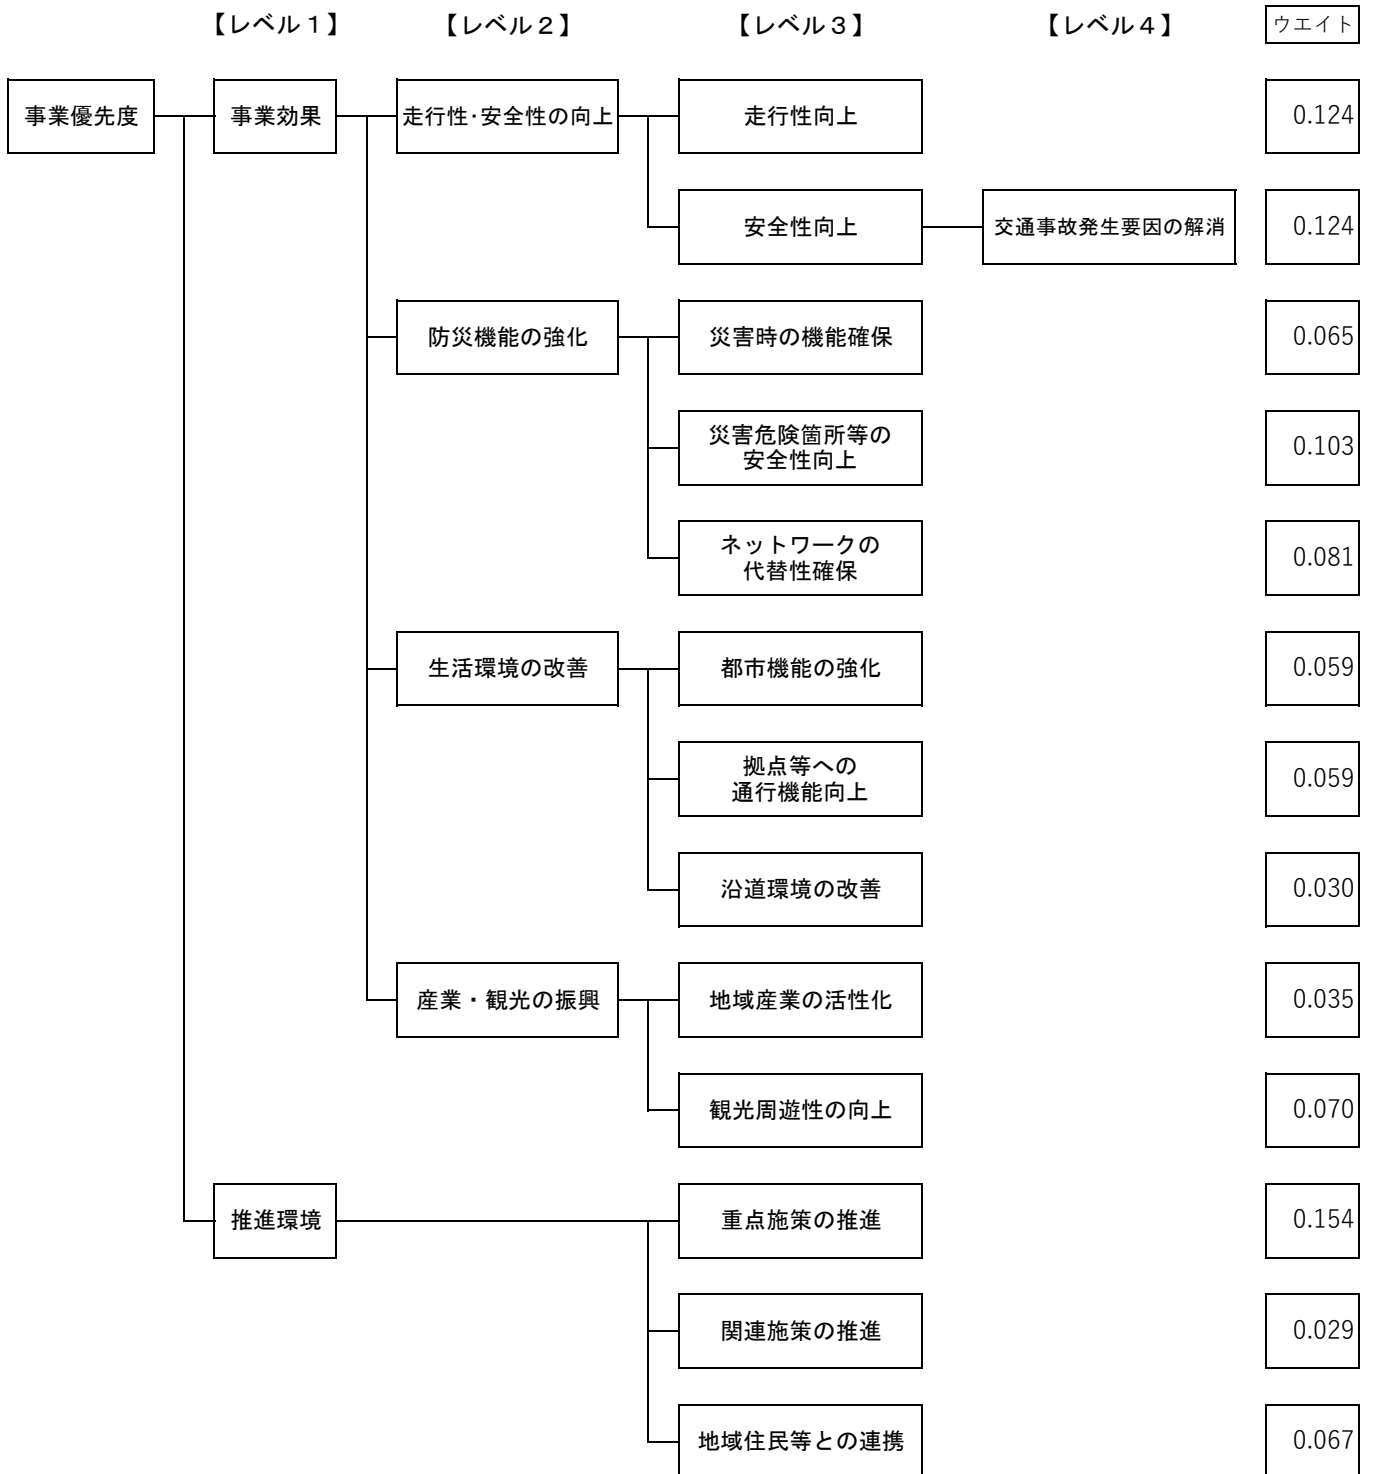 【レベル１】 【レベル２】 【レベル３】 【レベル４】 ウエイト
事業優先度 事業効果 走行性･安全性の向上 走行性向上 0.124
安全性向上 交通事故発生要因の解消 0.124
防災機能の強化 災害時の機能確保 0.065
災害危険箇所等の
安全性向上
0.103
ネットワークの
代替性確保
0.081
生活環境の改善 都市機能の強化 0.059
拠点等への
通行機能向上
0.059
沿道環境の改善 0.030
産業・観光の振興 地域産業の活性化 0.035
観光周遊性の向上 0.070
推進環境 重点施策の推進 0.154
関連施策の推進 0.029
地域住民等との連携 0.067